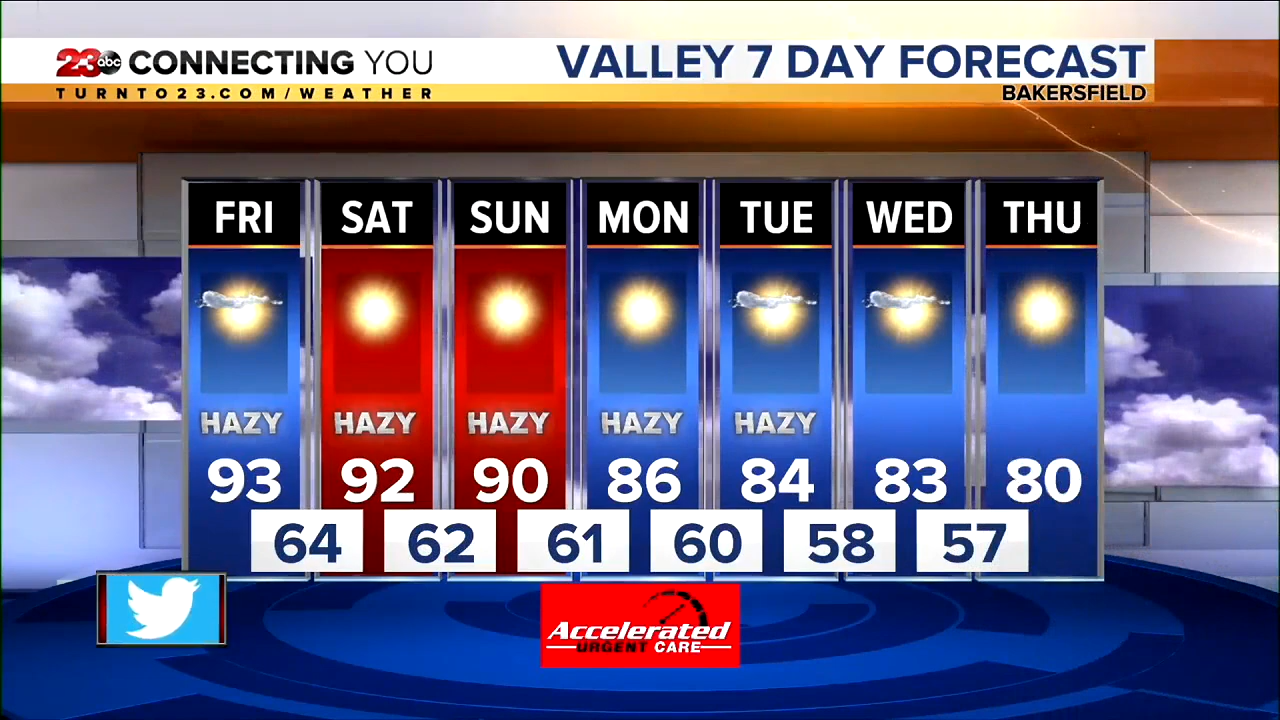 23 abc CONNECTING YOU
TURNTO23.COM/WEATHER
VALLEY 7 DAY FORECAST
BAKERSFIELD
FRI SAT SUN MON TUE WED THU
HAZY HAZY HAZY HAZY HAZY
93 92 90 86 84 83 80
64 62 61 60 58 57
Accelerated
URGENT CARE